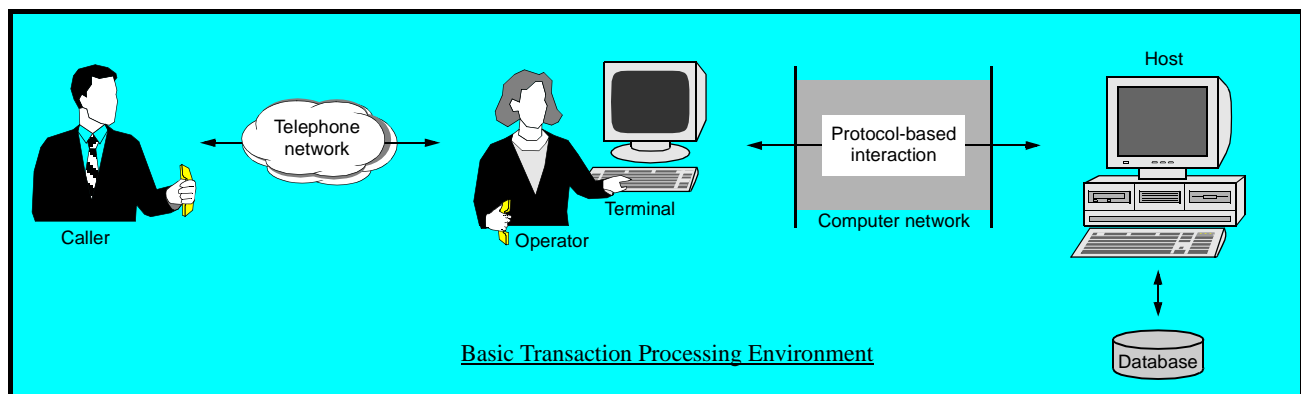 Host
Telephone
network
Protocol-based
interaction
Terminal
Computer network
Caller
Operator
Basic Transaction Processing Environment
Database